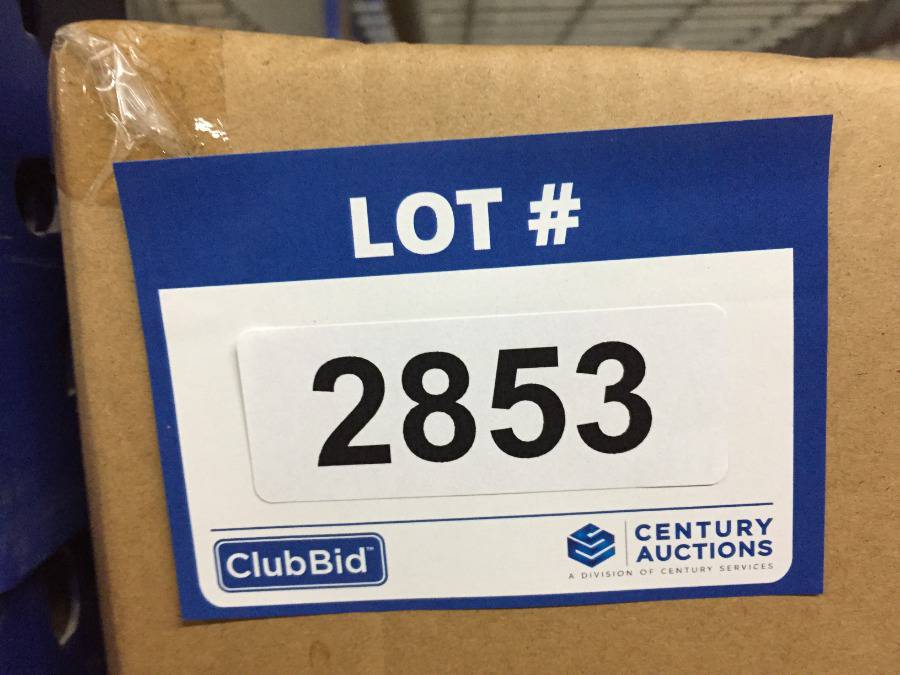 LOT #
2853
ClubBid™
CENTURY
AUCTIONS
A DIVISION OF CENTURY SERVICES